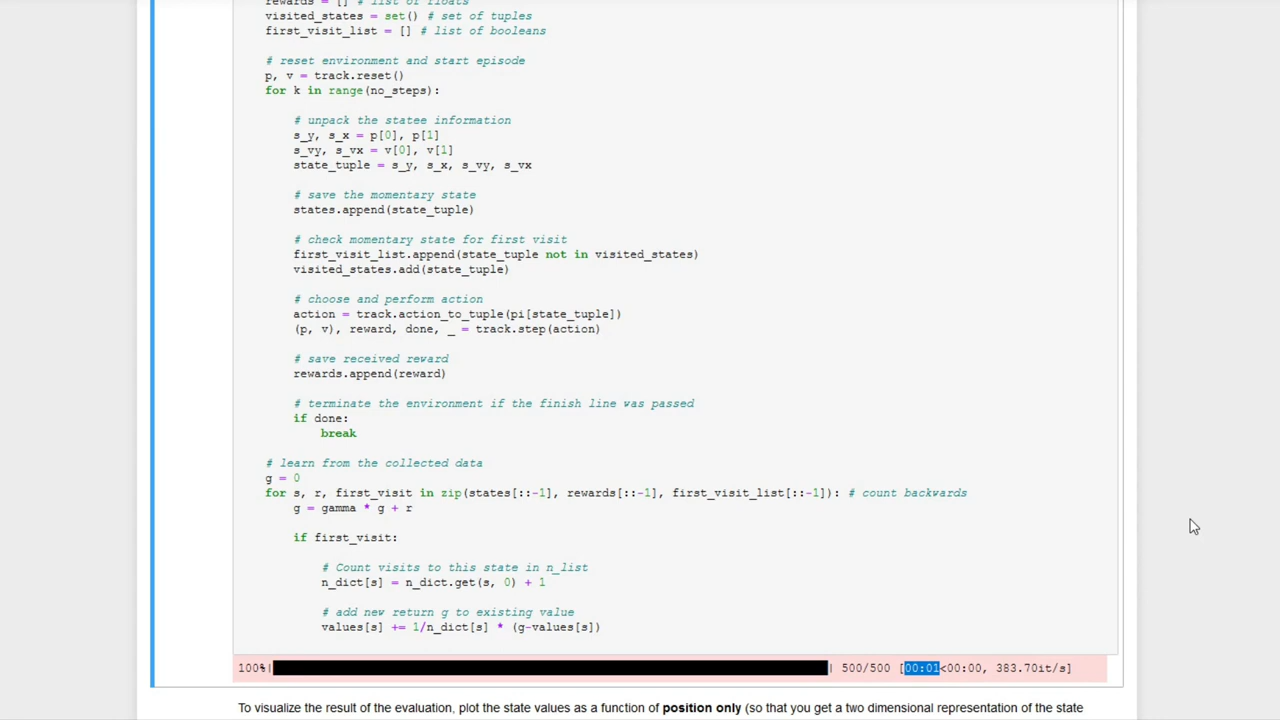 rewards = [] # list of floats
visited_states = set() # set of tuples
first_visit_list = [] # list of booleans
# reset environment and start episode
p, v = track.reset()
for k in range(no_steps):
# unpack the statee information
s_y, s_x = p[0], p[1]
s_vy, s_vx = v[0], v[1]
state_tuple = s_y, s_x, s_vy, s_vx
# save the momentary state
states.append(state_tuple)
# check momentary state for first visit
first_visit_list.append(state_tuple not in visited_states)
visited_states.add(state_tuple)
# choose and perform action
action = track.action_to_tuple(pi[state_tuple])
(p, v), reward, done, _ = track.step(action)
# save received reward
rewards.append(reward)
# terminate the environment if the finish line was passed
if done:
break
# learn from the collected data
g = 0
for s, r, first_visit in zip(states[::-1], rewards[::-1], first_visit_list[::-1]): # count backwards
g = gamma * g + r
if first_visit:
# Count visits to this state in n_list
n_dict[s] = n_dict.get(s, 0) + 1
# add new return g to existing value
values[s] += 1/n_dict[s] * (g-values[s])
100%| | 500/500 [00:01<00:00, 383.70it/s]
To visualize the result of the evaluation, plot the state values as a function of position only (so that you get a two dimensional representation of the state